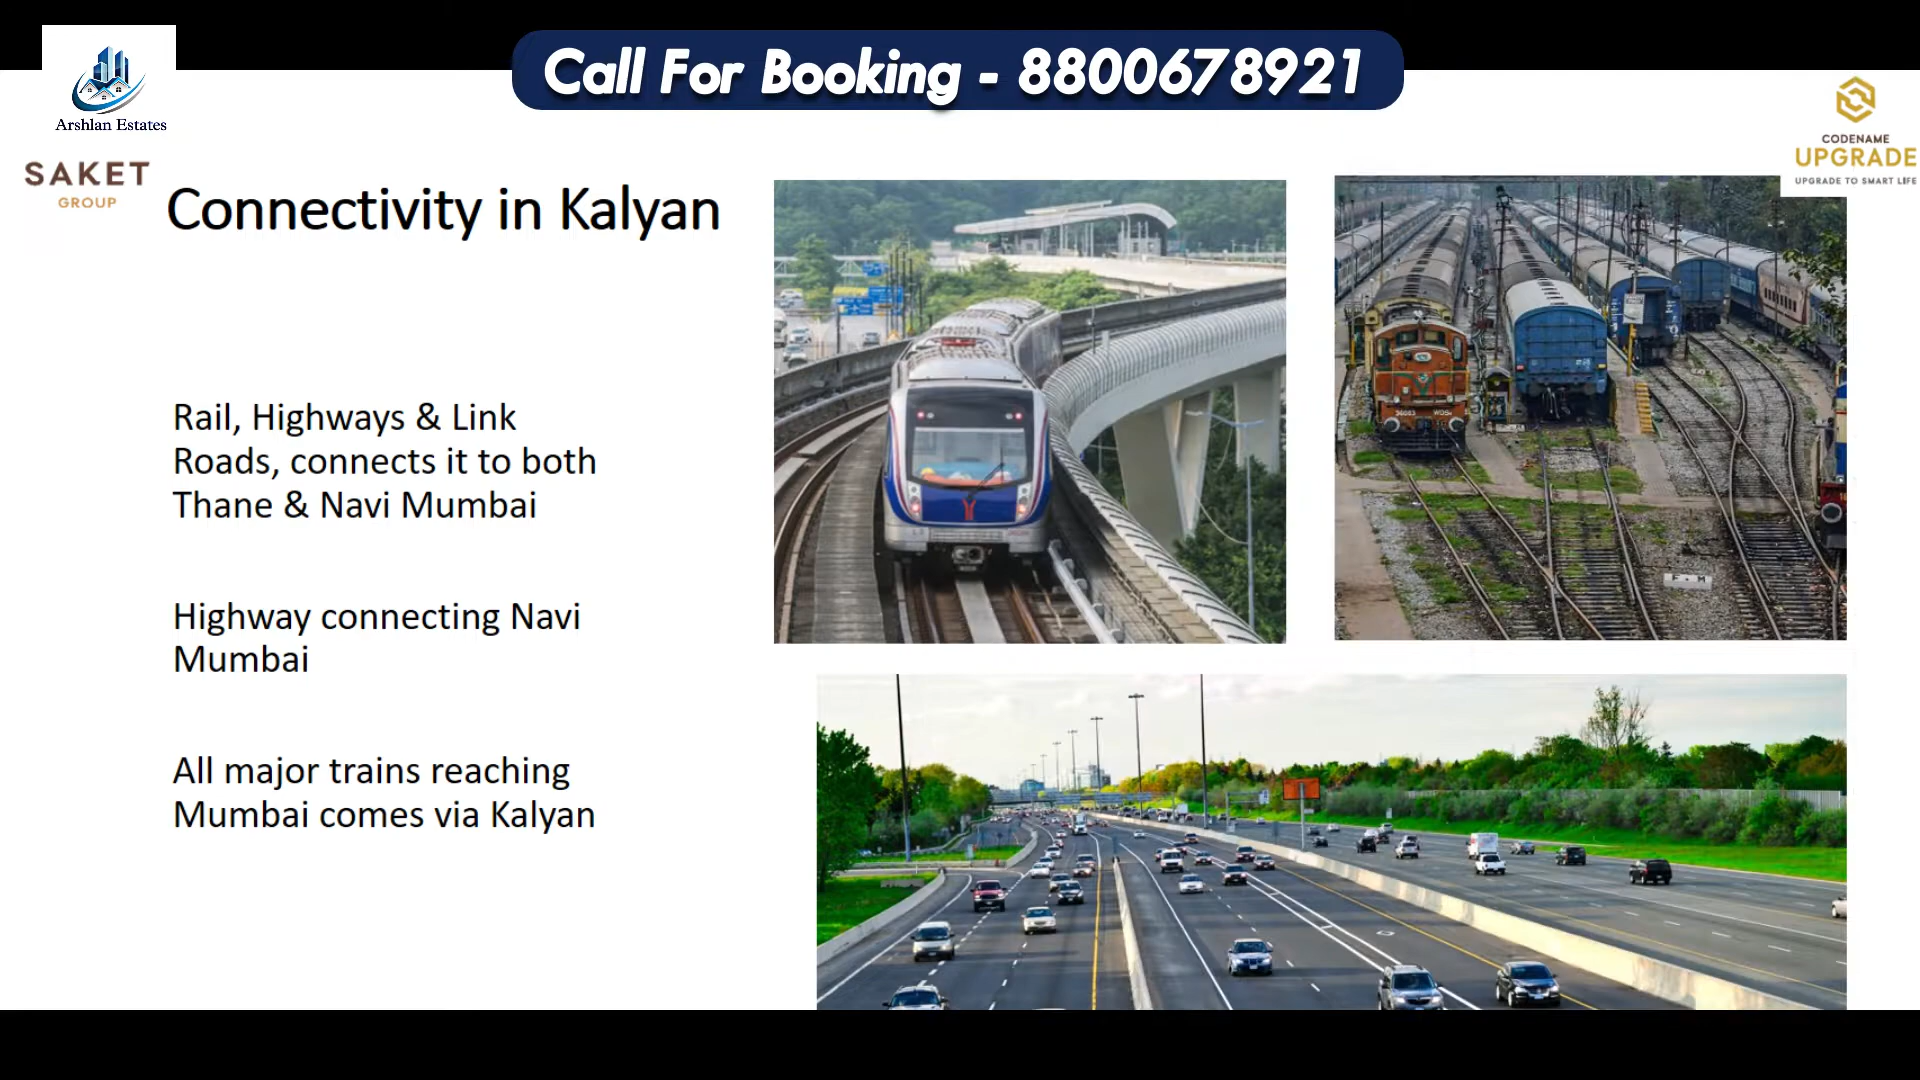 Call For Booking - 8800678921
Arshlan Estates
SAKET
GROUP
CODENAME
UPGRADE
UPGRADE TO SMART LIFE
Connectivity in Kalyan
Rail, Highways & Link
Roads, connects it to both
Thane & Navi Mumbai
Highway connecting Navi
Mumbai
All major trains reaching
Mumbai comes via Kalyan
F • M